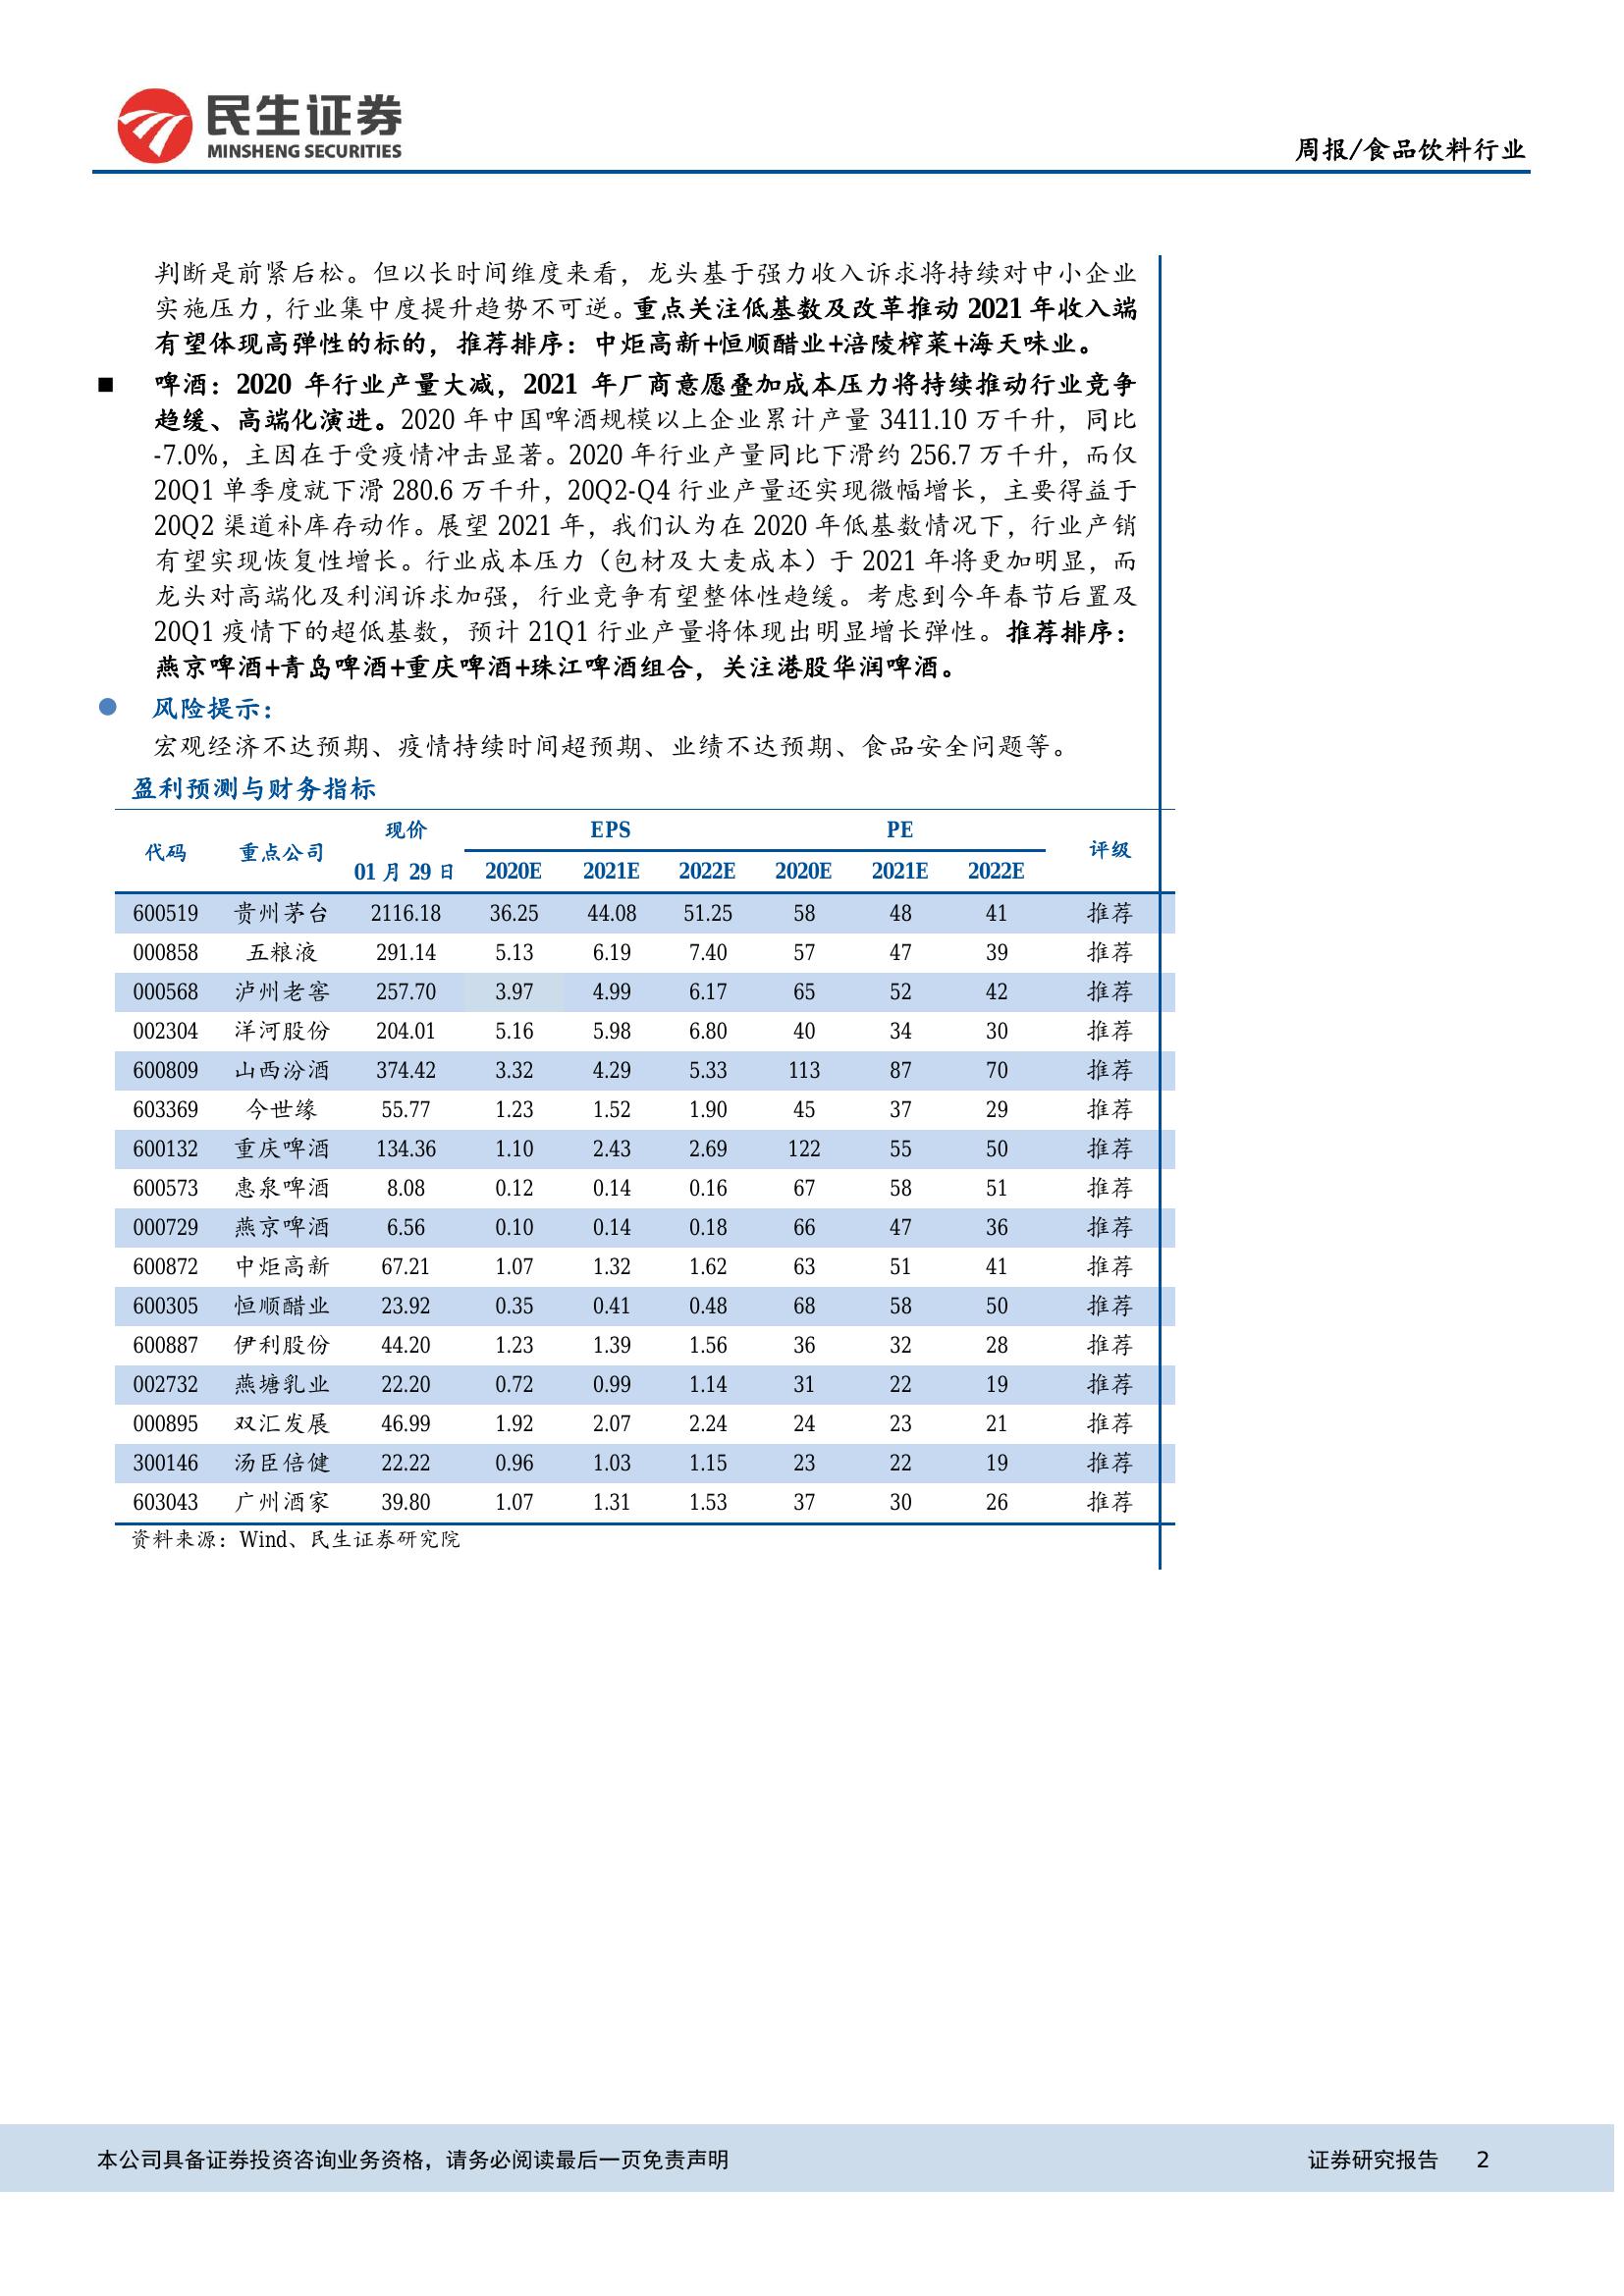 民生证券
MINSHENG SECURITIES
周报/食品饮料行业
判断是前紧后松。但以长时间维度来看，龙头基于强力收入诉求将持续对中小企业
实施压力，行业集中度提升趋势不可逆。重点关注低基数及改革推动 2021 年收入端
有望体现高弹性的标的，推荐排序：中炬高新+恒顺醋业+涪陵榨菜+海天味业。
■ 啤酒：2020 年行业产量大减，2021 年厂商意愿叠加成本压力将持续推动行业竞争
趋缓、高端化演进。2020 年中国啤酒规模以上企业累计产量 3411.10 万千升，同比
-7.0%，主因在于受疫情冲击显著。2020 年行业产量同比下滑约 256.7 万千升，而仅
20Q1 单季度就下滑 280.6 万千升，20Q2-Q4 行业产量还实现微幅增长，主要得益于
20Q2 渠道补库存动作。展望 2021 年，我们认为在 2020 年低基数情况下，行业产销
有望实现恢复性增长。行业成本压力（包材及大麦成本）于 2021 年将更加明显，而
龙头对高端化及利润诉求加强，行业竞争有望整体性趋缓。考虑到今年春节后置及
20Q1 疫情下的超低基数，预计 21Q1 行业产量将体现出明显增长弹性。推荐排序：
燕京啤酒+青岛啤酒+重庆啤酒+珠江啤酒组合，关注港股华润啤酒。
● 风险提示：
宏观经济不达预期、疫情持续时间超预期、业绩不达预期、食品安全问题等。
盈利预测与财务指标
代码 重点公司 现价 EPS PE 评级
01 月 29 日 2020E 2021E 2022E 2020E 2021E 2022E
600519 贵州茅台 2116.18 36.25 44.08 51.25 58 48 41 推荐
000858 五粮液 291.14 5.13 6.19 7.40 57 47 39 推荐
000568 泸州老窖 257.70 3.97 4.99 6.17 65 52 42 推荐
002304 洋河股份 204.01 5.16 5.98 6.80 40 34 30 推荐
600809 山西汾酒 374.42 3.32 4.29 5.33 113 87 70 推荐
603369 今世缘 55.77 1.23 1.52 1.90 45 37 29 推荐
600132 重庆啤酒 134.36 1.10 2.43 2.69 122 55 50 推荐
600573 惠泉啤酒 8.08 0.12 0.14 0.16 67 58 51 推荐
000729 燕京啤酒 6.56 0.10 0.14 0.18 66 47 36 推荐
600872 中炬高新 67.21 1.07 1.32 1.62 63 51 41 推荐
600305 恒顺醋业 23.92 0.35 0.41 0.48 68 58 50 推荐
600887 伊利股份 44.20 1.23 1.39 1.56 36 32 28 推荐
002732 燕塘乳业 22.20 0.72 0.99 1.14 31 22 19 推荐
000895 双汇发展 46.99 1.92 2.07 2.24 24 23 21 推荐
300146 汤臣倍健 22.22 0.96 1.03 1.15 23 22 19 推荐
603043 广州酒家 39.80 1.07 1.31 1.53 37 30 26 推荐
资料来源：Wind、民生证券研究院
本公司具备证券投资咨询业务资格，请务必阅读最后一页免责声明 证券研究报告 2